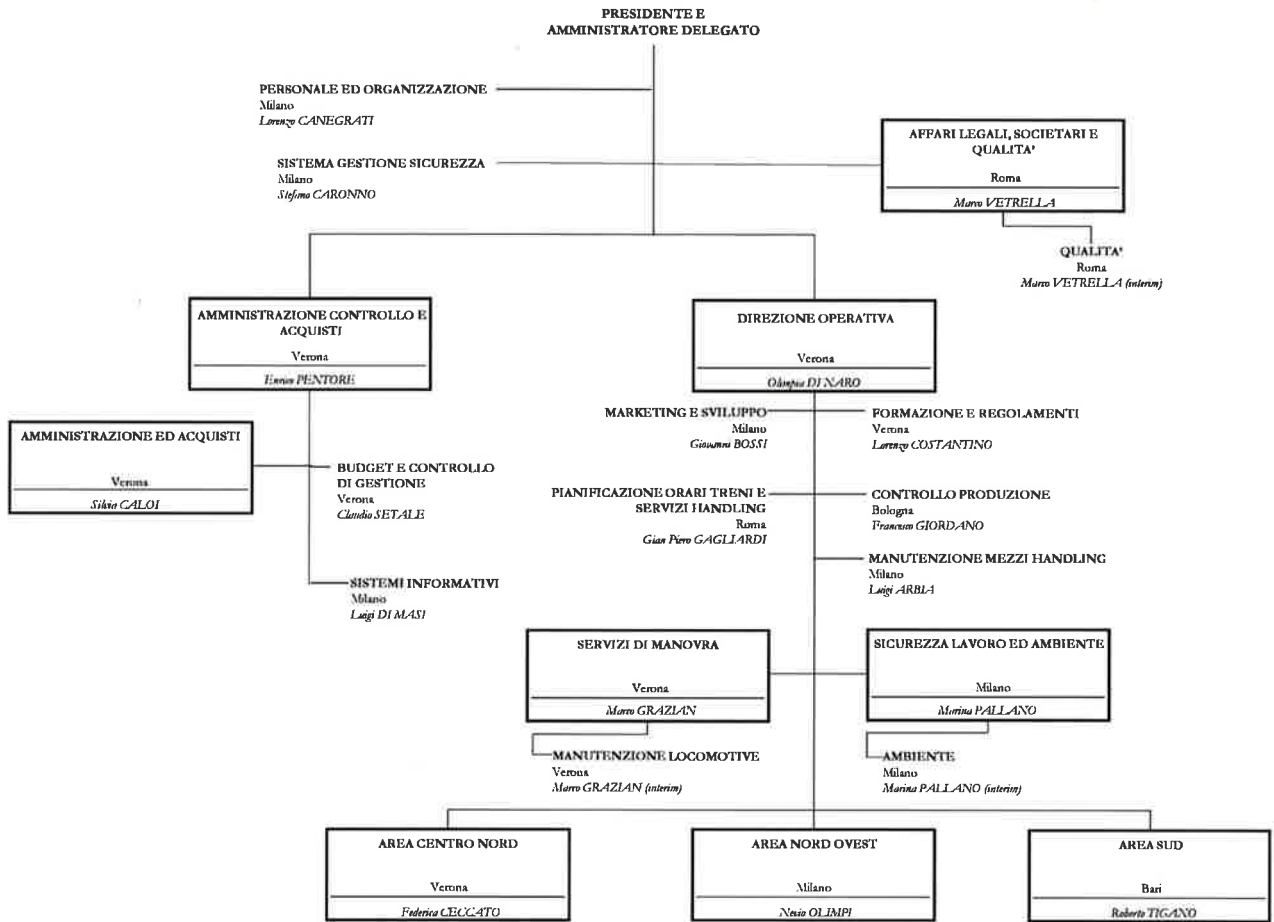 PRESIDENTE E
AMMINISTRATORE DELEGATO
PERSONALE ED ORGANIZZAZIONE
Milano
Lorenzo CANEGRATI
AFFARI LEGALI, SOCIETARI E
QUALITA'
Roma
Marco VETRELLA
SISTEMA GESTIONE SICUREZZA
Milano
Stefano CARONNO
QUALITA'
Roma
Marco VETRELLA (interim)
AMMINISTRAZIONE CONTROLLO E
ACQUISTI
Verona
Enrico PENTORE
DIREZIONE OPERATIVA
Verona
Olimpia DI NARO
MARKETING E SVILUPPO
Milano
Giovanni BOSSI
FORMAZIONE E REGOLAMENTI
Verona
Lorenzo COSTANTINO
AMMINISTRAZIONE ED ACQUISTI
Verona
Silvia CALOI
BUDGET E CONTROLLO
DI GESTIONE
Verona
Claudio SETALE
PIANIFICAZIONE ORARI TRENI E
SERVIZI HANDLING
Roma
Gian Piero GAGLIARDI
CONTROLLO PRODUZIONE
Bologna
Francesco GIORDANO
MANUTENZIONE MEZZI HANDLING
Milano
Luigi ARBIA
SISTEMI INFORMATIVI
Milano
Luigi DI MASI
SERVIZI DI MANOVRA
Verona
Marco GRAZIAN
SICUREZZA LAVORO ED AMBIENTE
Milano
Marina PALLANO
MANUTENZIONE LOCOMOTIVE
Verona
Marco GRAZIAN (interim)
AMBIENTE
Milano
Marina PALLANO (interim)
AREA CENTRO NORD
Verona
Federica CECCATO
AREA NORD OVEST
Milano
Nevio OLIMPI
AREA SUD
Bari
Roberto TIGANO